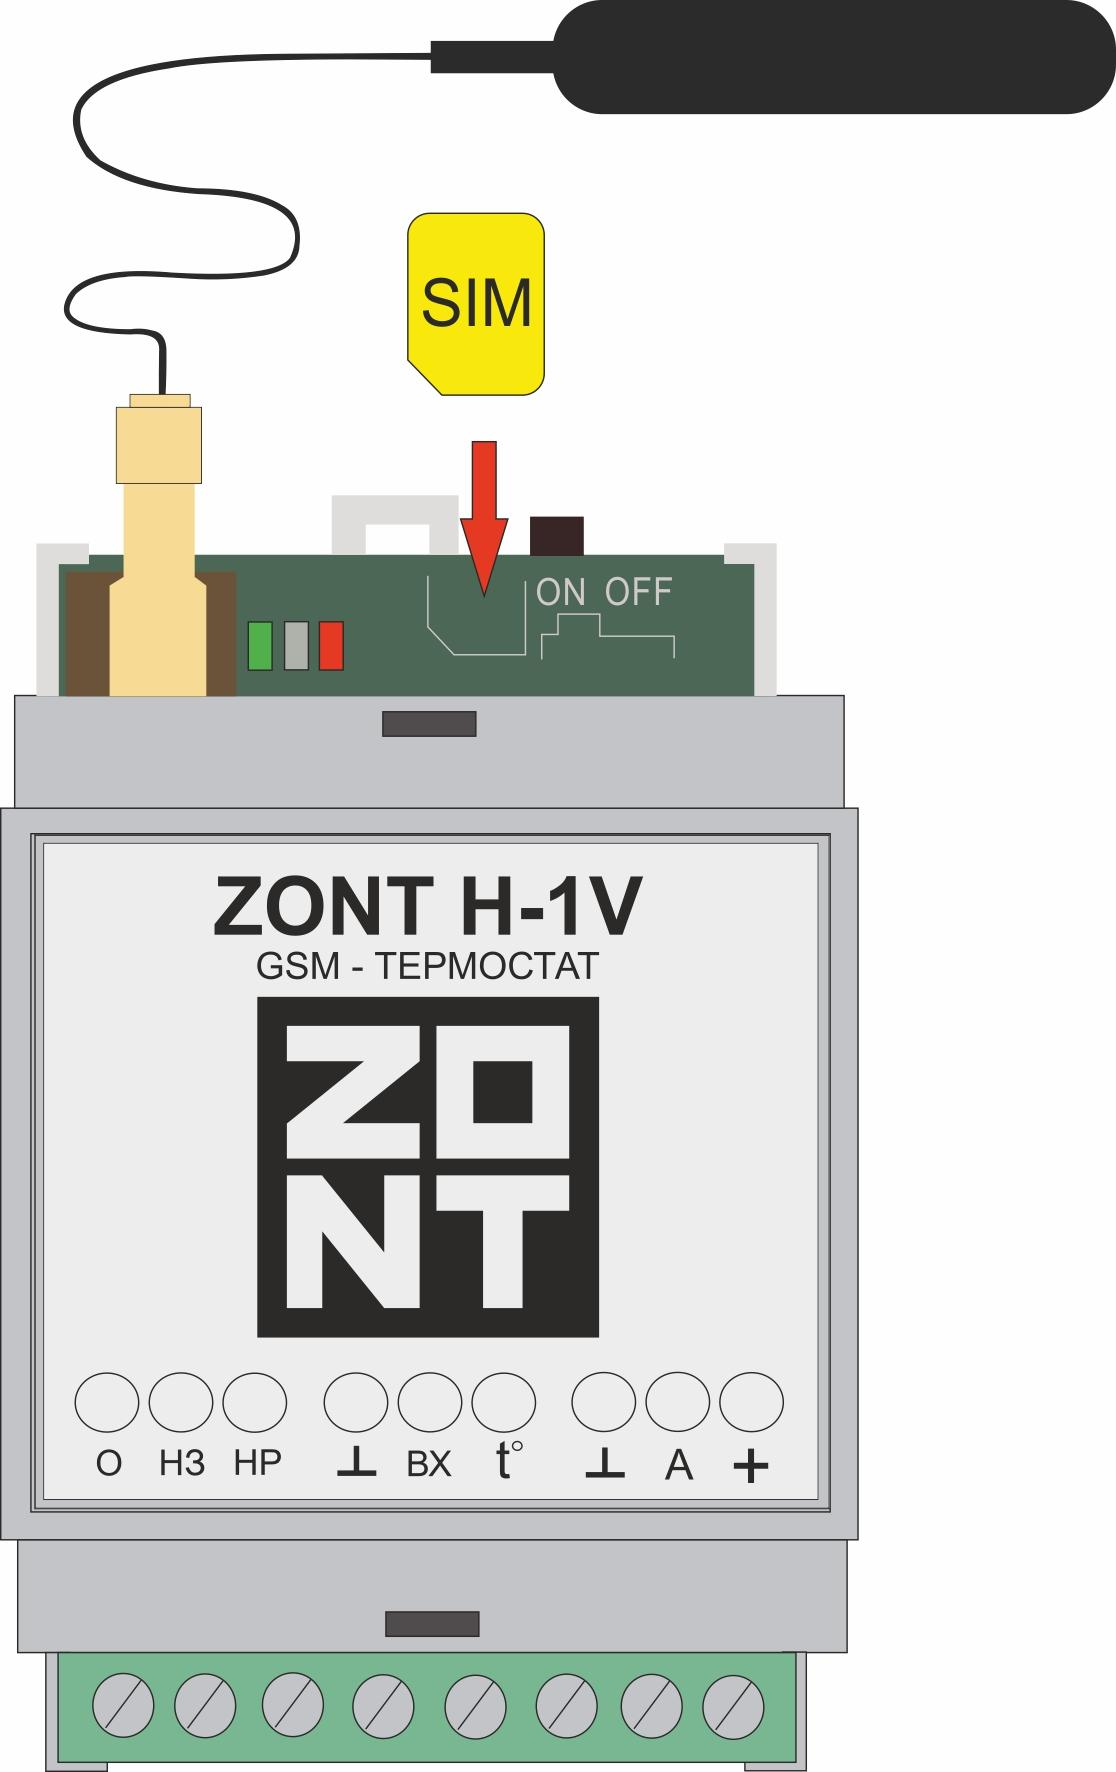 SIM
ON OFF
ZONT H-1V
GSM - ТЕРМОСТАТ
ZO
NT
О НЗ НР ⊥ ВХ t° ⊥ А +